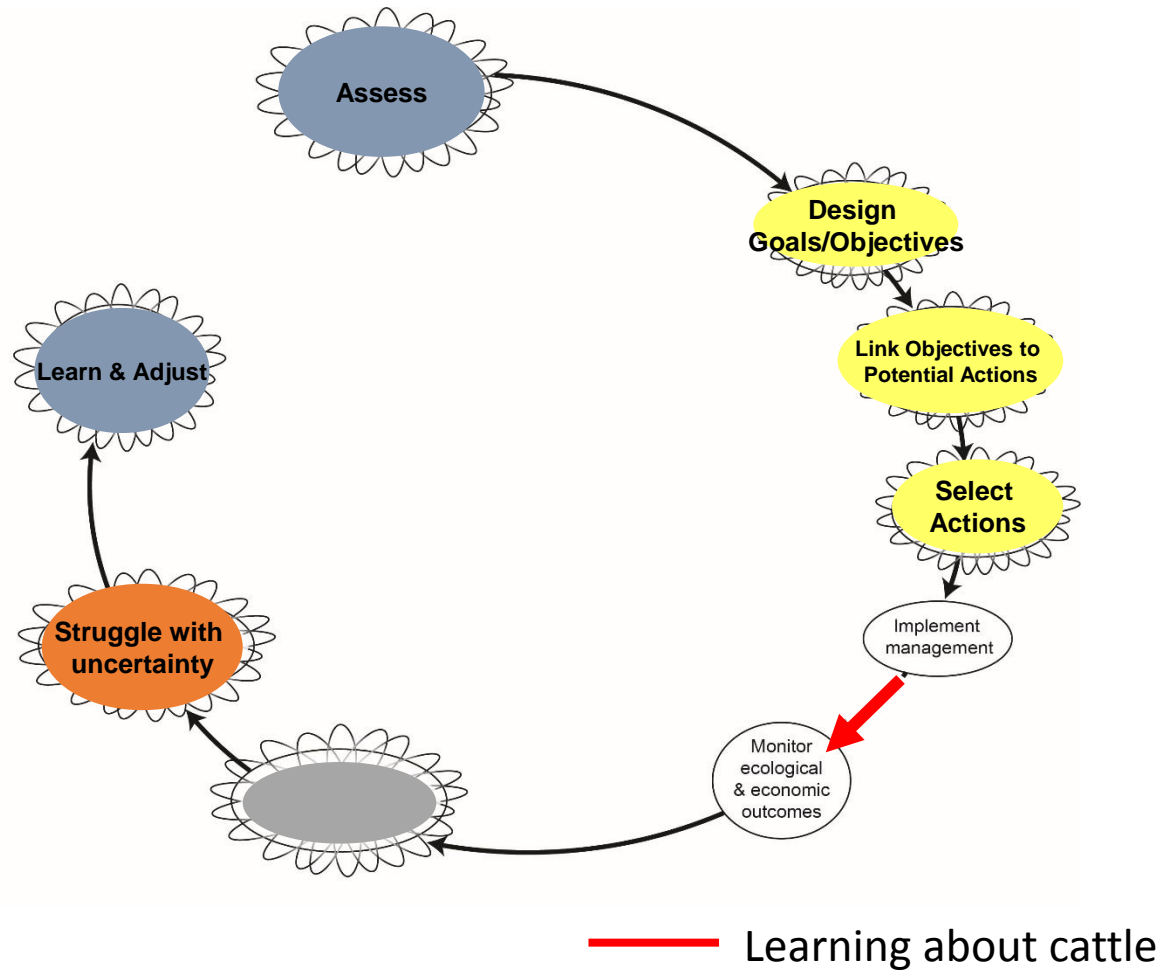 Assess
Design
Goals/Objectives
Link Objectives to
Potential Actions
Select
Actions
Implement
management
Monitor
ecological
& economic
outcomes
Struggle with
uncertainty
Learn & Adjust
Learning about cattle